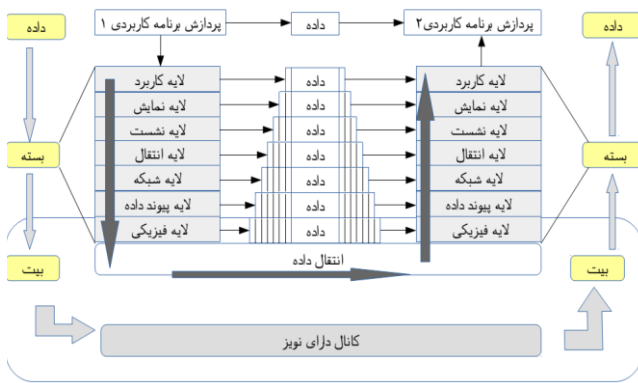 داده
پردازش برنامه کاربردی ۱
داده
پردازش برنامه کاربردی۲
داده
لایه کاربرد
داده
لایه کاربرد
لایه نمایش
داده
لایه نمایش
لایه نشست
داده
لایه نشست
بسته
لایه انتقال
داده
لایه انتقال
بسته
لایه شبکه
داده
لایه شبکه
لایه پیوند داده
داده
لایه پیوند داده
لایه فیزیکی
داده
لایه فیزیکی
بیت
انتقال داده
بیت
کانال دارای نویز